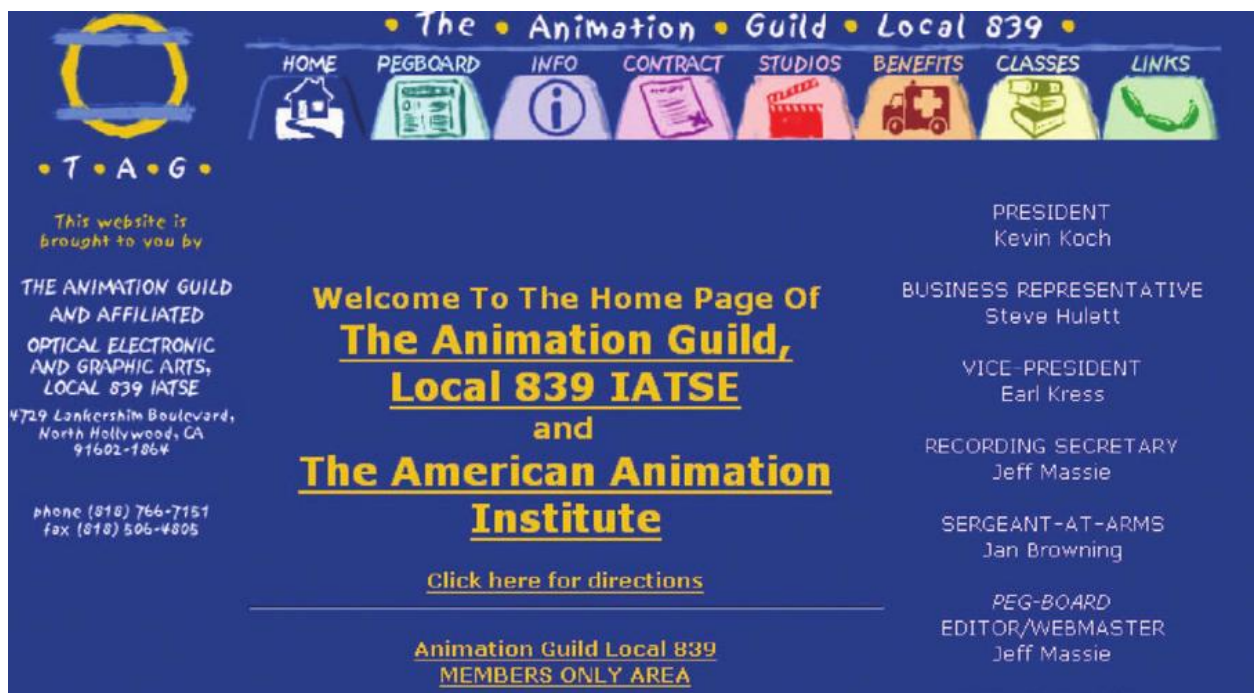 • The • Animation • Guild • Local 839 •
HOME PEGBOARD INFO CONTRACT STUDIOS BENEFITS CLASSES LINKS
• T • A • G •
This website is
brought to you by
THE ANIMATION GUILD
AND AFFILIATED
OPTICAL ELECTRONIC
AND GRAPHIC ARTS,
LOCAL 839 IATSE
4729 Lankershim Boulevard,
North Hollywood, CA
91602-1864
phone (818) 766-7151
fax (818) 506-4805
Welcome To The Home Page Of
The Animation Guild,
Local 839 IATSE
and
The American Animation
Institute
Click here for directions
Animation Guild Local 839
MEMBERS ONLY AREA
PRESIDENT
Kevin Koch
BUSINESS REPRESENTATIVE
Steve Hulett
VICE-PRESIDENT
Earl Kress
RECORDING SECRETARY
Jeff Massie
SERGEANT-AT-ARMS
Jan Browning
PEG-BOARD
EDITOR/WEBMASTER
Jeff Massie